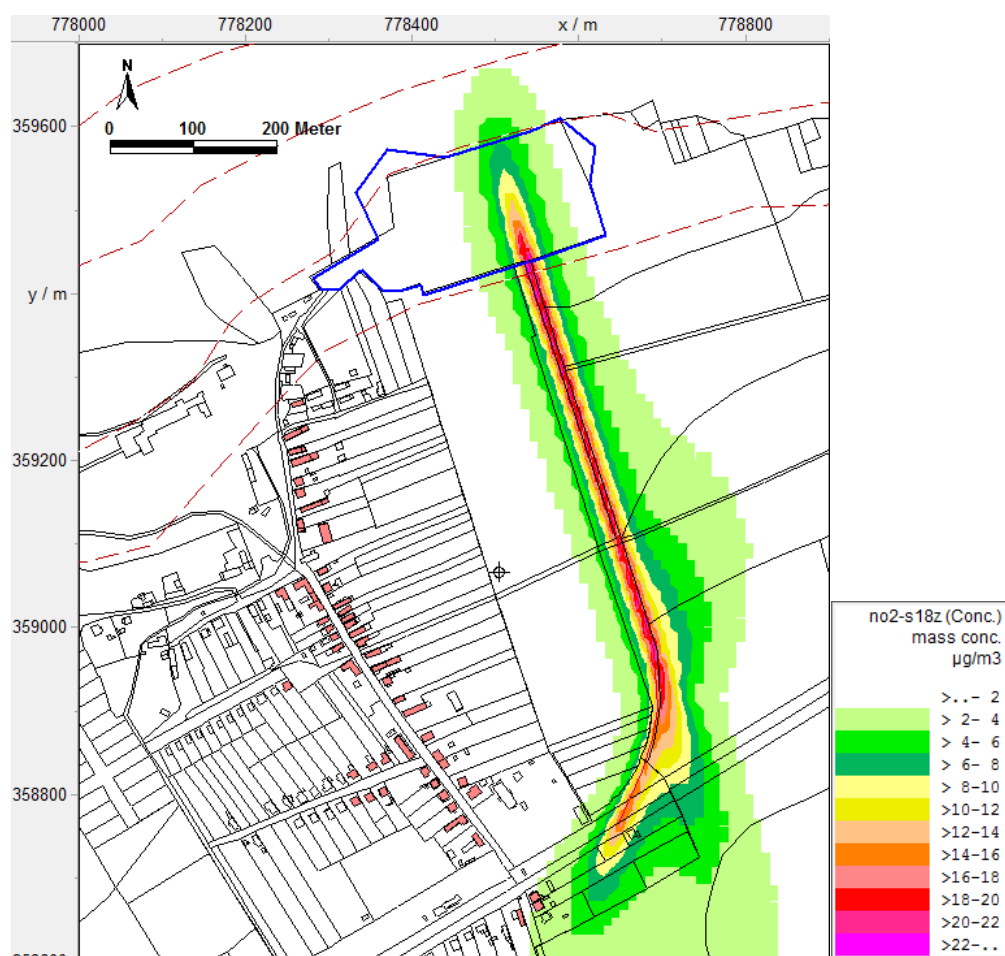 778000 778200 778400 x / m 778800
N
0 100 200 Meter
359600
y / m
359200
359000
358800
no2-s18z (Conc.)
mass conc.
µg/m3
>..- 2
> 2- 4
> 4- 6
> 6- 8
> 8-10
>10-12
>12-14
>14-16
>16-18
>18-20
>20-22
>22-..